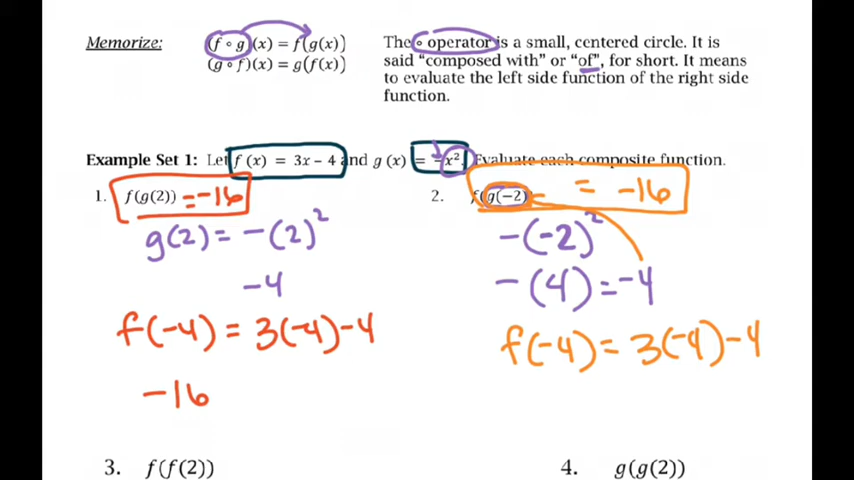 Memorize: (f ∘ g)(x) = f(g(x)) The ∘ operator is a small, centered circle. It is
(g ∘ f)(x) = g(f(x)) said “composed with” or “of”, for short. It means
to evaluate the left side function of the right side
function.
Example Set 1: Let f (x) = 3x − 4 and g (x) = −x². Evaluate each composite function.
1. f(g(2)) = -16 2. f(g(−2) = -16
g(2) = -(2)² -(-2)²
-4 -(4) = -4
f(-4) = 3(-4)-4 f(-4) = 3(-4)-4
-16
3. f(f(2)) 4. g(g(2))